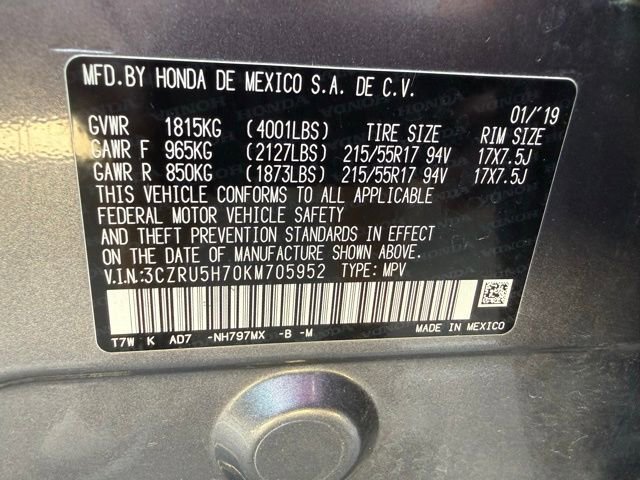 MFD.BY HONDA DE MEXICO S.A. DE C.V.
01/'19
GVWR 1815KG (4001LBS) TIRE SIZE RIM SIZE
GAWR F 965KG (2127LBS) 215/55R17 94V 17X7.5J
GAWR R 850KG (1873LBS) 215/55R17 94V 17X7.5J
THIS VEHICLE CONFORMS TO ALL APPLICABLE
FEDERAL MOTOR VEHICLE SAFETY
AND THEFT PREVENTION STANDARDS IN EFFECT
ON THE DATE OF MANUFACTURE SHOWN ABOVE.
V.I.N:3CZRU5H70KM705952 TYPE: MPV
T7W K AD7 -NH797MX -B -M MADE IN MEXICO